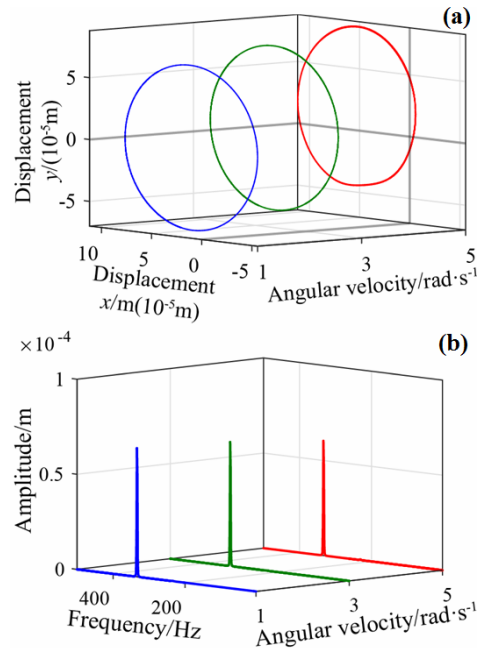 (a)
Displacement
y/(10⁻⁵m)
5
0
-5
10
5
0
-5
1
3
5
Displacement
x/m(10⁻⁵m)
Angular velocity/rad·s⁻¹
(b)
×10⁻⁴
1
0.5
0
Amplitude/m
400
200
1
3
5
Frequency/Hz
Angular velocity/rad·s⁻¹